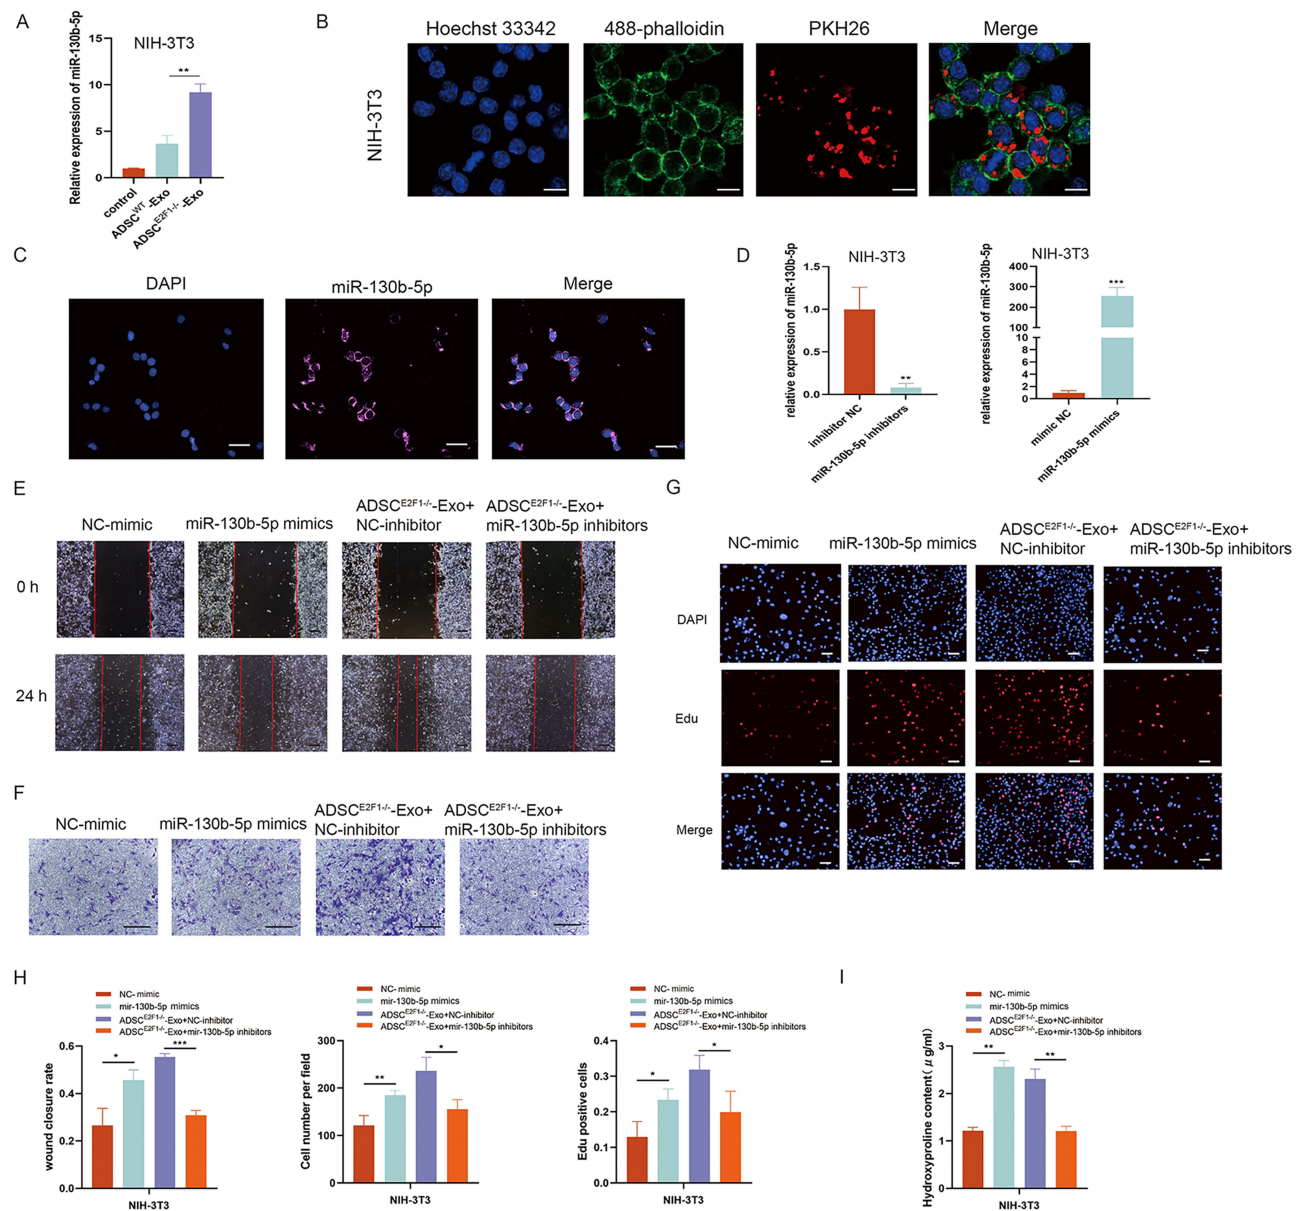 A
NIH-3T3
**
Relative expression of miR-130b-5p
15
10
5
0
control
ADSC^WT-Exo
ADSC^E2F1-/--Exo
B
Hoechst 33342
488-phalloidin
PKH26
Merge
NIH-3T3
C
DAPI
miR-130b-5p
Merge
D
NIH-3T3
relative expression of miR-130b-5p
1.5
1.0
0.5
0.0
**
inhibitor NC
miR-130b-5p inhibitors
NIH-3T3
relative expression of miR-130b-5p
400
300
200
100
10
8
6
4
2
0
***
mimic NC
miR-130b-5p mimics
E
NC-mimic
miR-130b-5p mimics
ADSC^E2F1-/--Exo+
NC-inhibitor
ADSC^E2F1-/--Exo+
miR-130b-5p inhibitors
0 h
24 h
F
NC-mimic
miR-130b-5p mimics
ADSC^E2F1-/--Exo+
NC-inhibitor
ADSC^E2F1-/--Exo+
miR-130b-5p inhibitors
G
NC-mimic
miR-130b-5p mimics
ADSC^E2F1-/--Exo+
NC-inhibitor
ADSC^E2F1-/--Exo+
miR-130b-5p inhibitors
DAPI
Edu
Merge
H
NC- mimic
mir-130b-5p mimics
ADSC^E2F1-/--Exo+NC-inhibitor
ADSC^E2F1-/--Exo+mir-130b-5p inhibitors
wound closure rate
0.6
0.4
0.2
0.0
*
***
NIH-3T3
NC- mimic
mir-130b-5p mimics
ADSC^E2F1-/--Exo+NC-inhibitor
ADSC^E2F1-/--Exo+mir-130b-5p inhibitors
Cell number per field
300
200
100
0
**
*
NIH-3T3
NC- mimic
mir-130b-5p mimics
ADSC^E2F1-/--Exo+NC-inhibitor
ADSC^E2F1-/--Exo+mir-130b-5p inhibitors
Edu positive cells
0.4
0.3
0.2
0.1
0.0
*
*
NIH-3T3
I
NC- mimic
mir-130b-5p mimics
ADSC^E2F1-/--Exo+NC-inhibitor
ADSC^E2F1-/--Exo+mir-130b-5p inhibitors
Hydroxyproline content( μ g/ml)
3
2
1
0
**
**
NIH-3T3